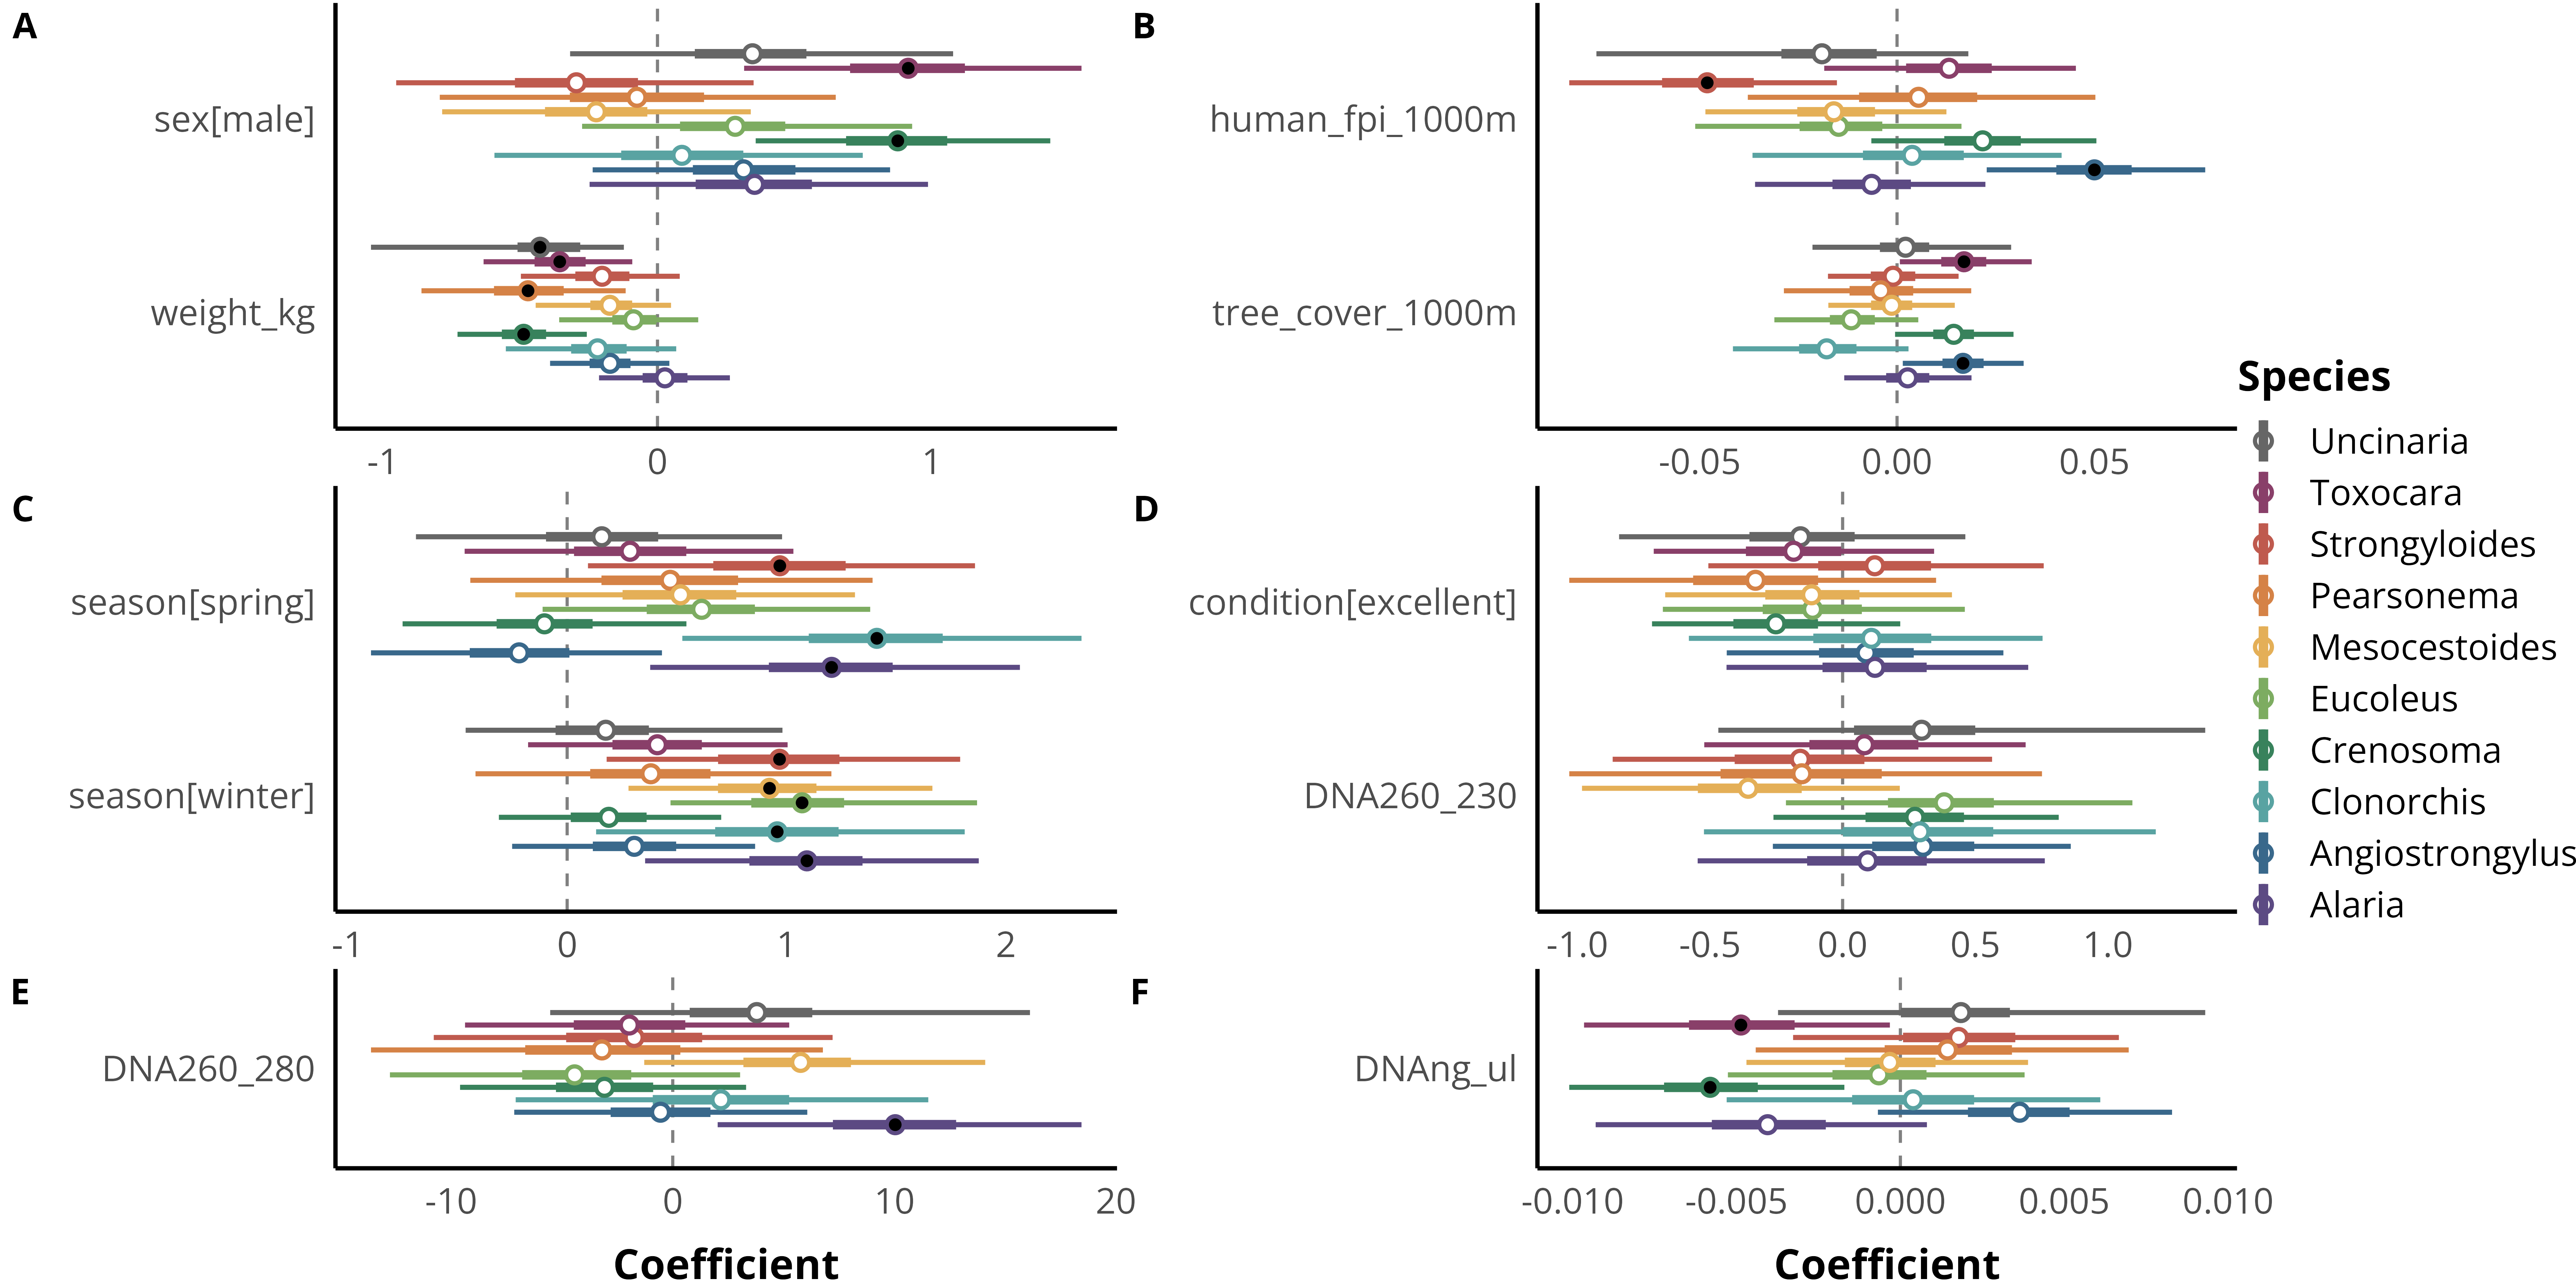 A
sex[male]
weight_kg
-1 0 1
B
human_fpi_1000m
tree_cover_1000m
-0.05 0.00 0.05
C
season[spring]
season[winter]
-1 0 1 2
D
condition[excellent]
DNA260_230
-1.0 -0.5 0.0 0.5 1.0
E
DNA260_280
-10 0 10 20
Coefficient
F
DNAng_ul
-0.010 -0.005 0.000 0.005 0.010
Coefficient
Species
Uncinaria
Toxocara
Strongyloides
Pearsonema
Mesocestoides
Eucoleus
Crenosoma
Clonorchis
Angiostrongylus
Alaria